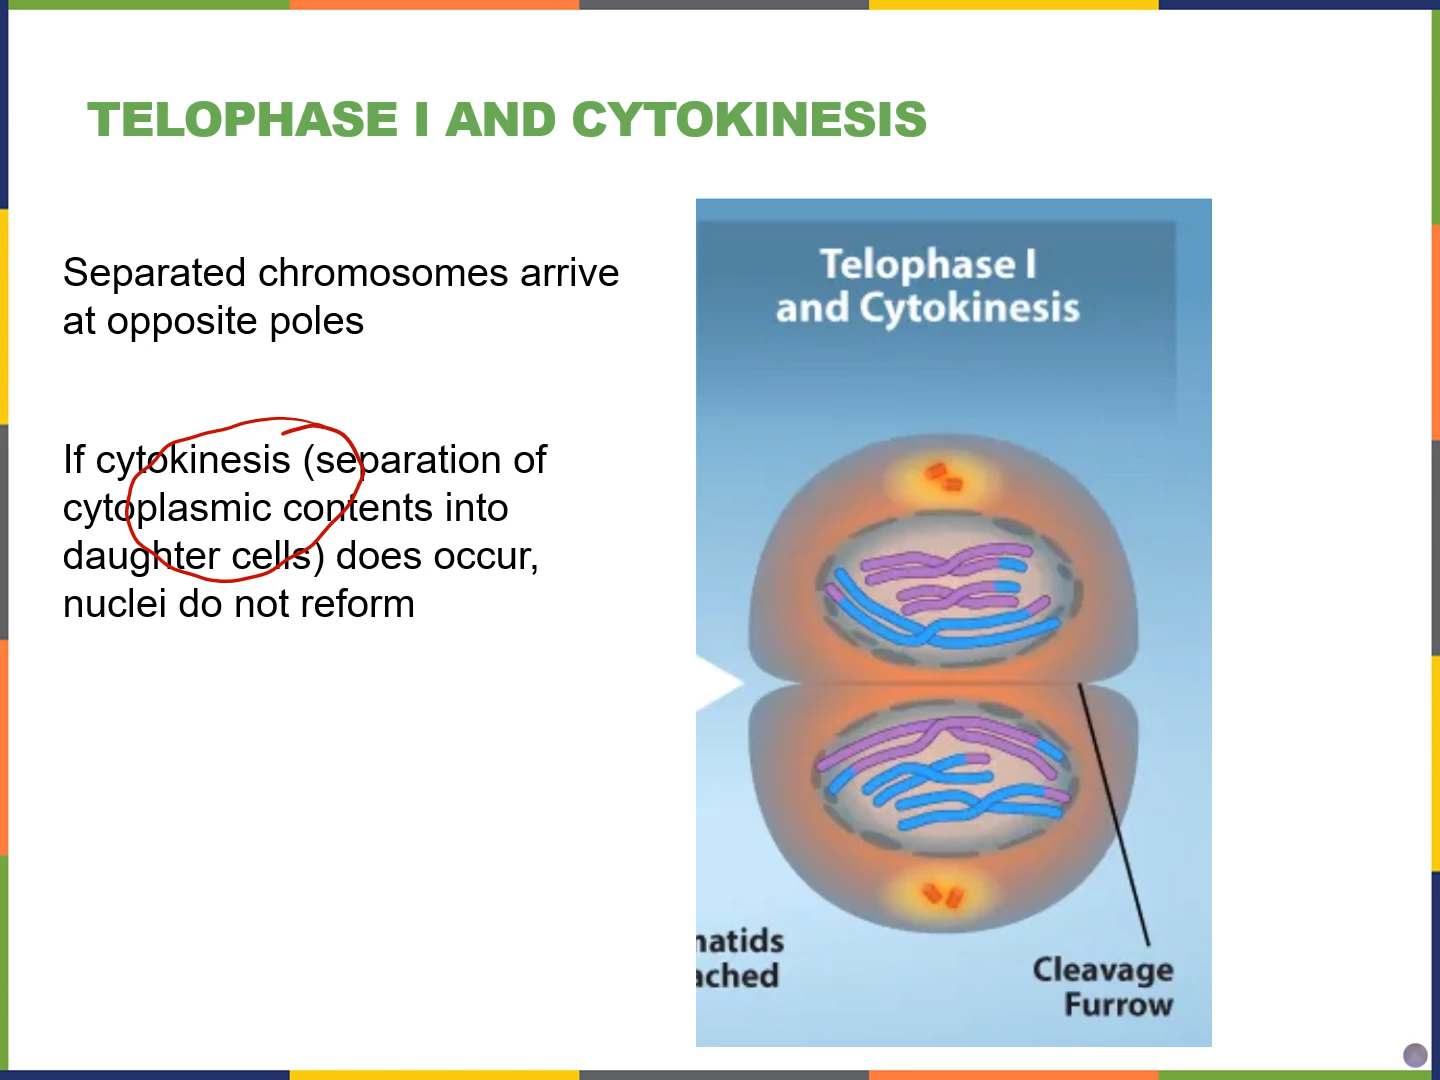 TELOPHASE I AND CYTOKINESIS
Separated chromosomes arrive
at opposite poles
If cytokinesis (separation of
cytoplasmic contents into
daughter cells) does occur,
nuclei do not reform
Telophase I
and Cytokinesis
natids
ached
Cleavage
Furrow